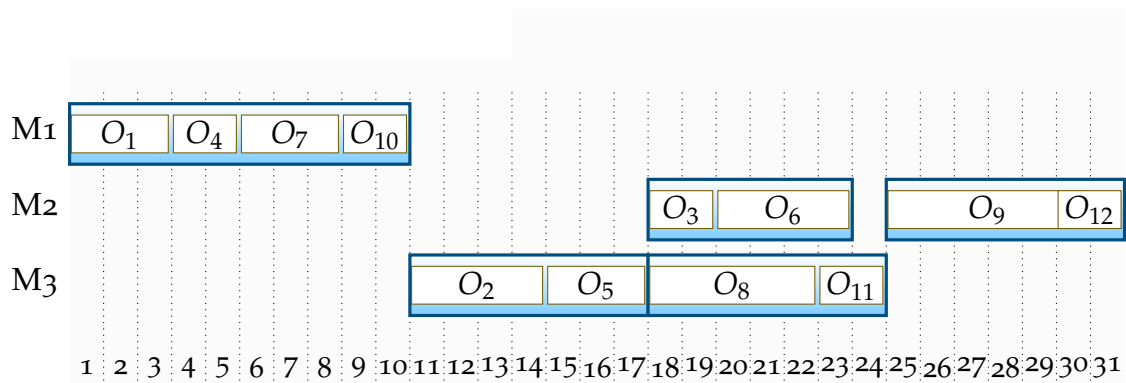 M1 O₁ O₄ O₇ O₁₀
M2 O₃ O₆ O₉ O₁₂
M3 O₂ O₅ O₈ O₁₁
1 2 3 4 5 6 7 8 9 10 11 12 13 14 15 16 17 18 19 20 21 22 23 24 25 26 27 28 29 30 31